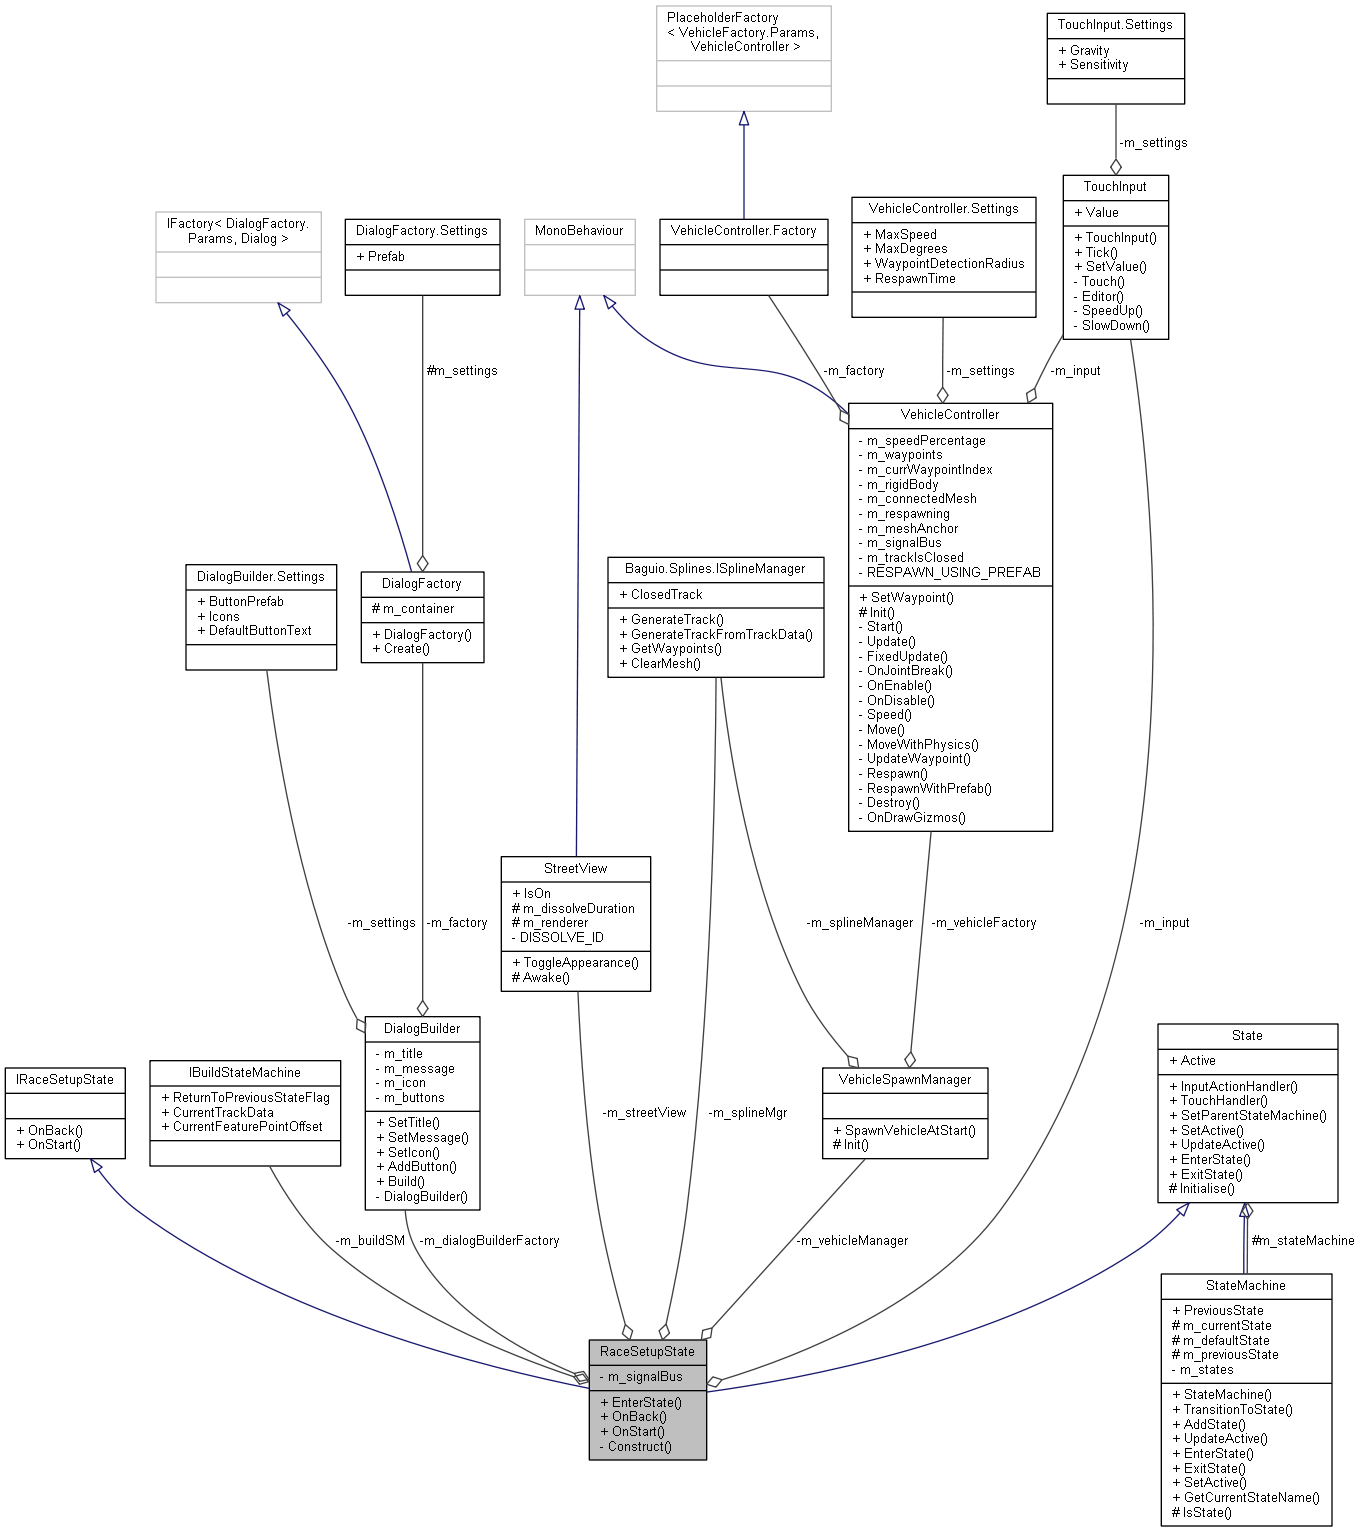 PlaceholderFactory
< VehicleFactory.Params,
VehicleController >
TouchInput.Settings
+ Gravity
+ Sensitivity
-m_settings
TouchInput
+ Value
+ TouchInput()
+ Tick()
+ SetValue()
- Touch()
- Editor()
- SpeedUp()
- SlowDown()
IFactory< DialogFactory.
Params, Dialog >
DialogFactory.Settings
+ Prefab
MonoBehaviour
VehicleController.Factory
VehicleController.Settings
+ MaxSpeed
+ MaxDegrees
+ WaypointDetectionRadius
+ RespawnTime
#m_settings
-m_factory
-m_settings
-m_input
VehicleController
- m_speedPercentage
- m_waypoints
- m_currWaypointIndex
- m_rigidBody
- m_connectedMesh
- m_respawning
- m_meshAnchor
- m_signalBus
- m_trackIsClosed
- RESPAWN_USING_PREFAB
+ SetWaypoint()
# Init()
- Start()
- Update()
- FixedUpdate()
- OnJointBreak()
- OnEnable()
- OnDisable()
- Speed()
- Move()
- MoveWithPhysics()
- UpdateWaypoint()
- Respawn()
- RespawnWithPrefab()
- Destroy()
- OnDrawGizmos()
DialogBuilder.Settings
+ ButtonPrefab
+ Icons
+ DefaultButtonText
DialogFactory
# m_container
+ DialogFactory()
+ Create()
Baguio.Splines.ISplineManager
+ ClosedTrack
+ GenerateTrack()
+ GenerateTrackFromTrackData()
+ GetWaypoints()
+ ClearMesh()
StreetView
+ IsOn
# m_dissolveDuration
# m_renderer
- DISSOLVE_ID
+ ToggleAppearance()
# Awake()
-m_settings
-m_factory
-m_splineManager
-m_vehicleFactory
-m_input
IRaceSetupState
+ OnBack()
+ OnStart()
IBuildStateMachine
+ ReturnToPreviousStateFlag
+ CurrentTrackData
+ CurrentFeaturePointOffset
DialogBuilder
- m_title
- m_message
- m_icon
- m_buttons
+ SetTitle()
+ SetMessage()
+ SetIcon()
+ AddButton()
+ Build()
- DialogBuilder()
-m_streetView
-m_splineMgr
VehicleSpawnManager
+ SpawnVehicleAtStart()
# Init()
State
+ Active
+ InputActionHandler()
+ TouchHandler()
+ SetParentStateMachine()
+ SetActive()
+ UpdateActive()
+ EnterState()
+ ExitState()
# Initialise()
-m_buildSM
-m_dialogBuilderFactory
-m_vehicleManager
#m_stateMachine
StateMachine
+ PreviousState
# m_currentState
# m_defaultState
# m_previousState
- m_states
+ StateMachine()
+ TransitionToState()
+ AddState()
+ UpdateActive()
+ EnterState()
+ ExitState()
+ SetActive()
+ GetCurrentStateName()
# IsState()
RaceSetupState
- m_signalBus
+ EnterState()
+ OnBack()
+ OnStart()
- Construct()